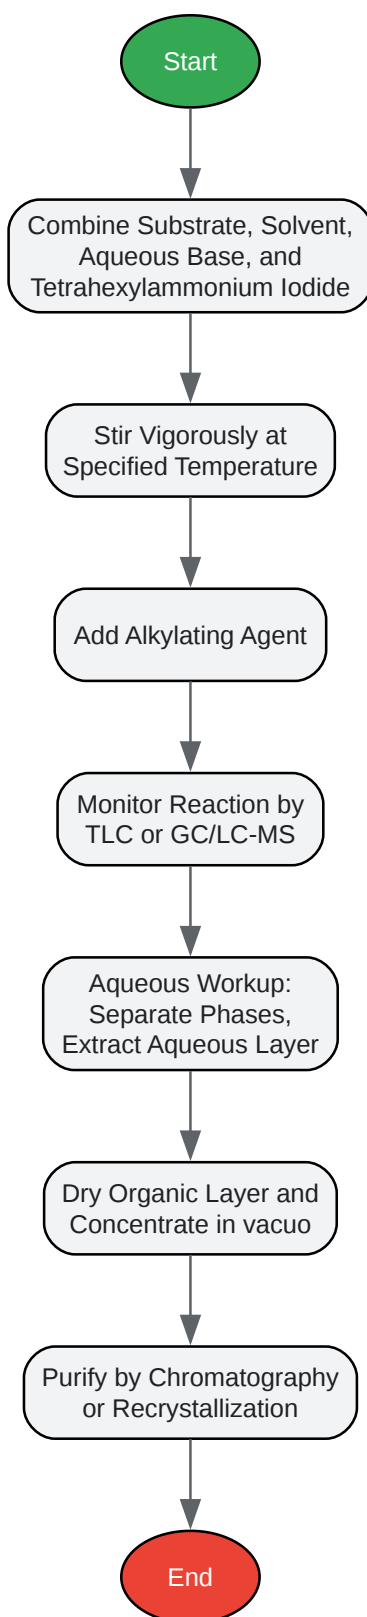 Start
Combine Substrate, Solvent,
Aqueous Base, and
Tetrahexylammonium Iodide
Stir Vigorously at
Specified Temperature
Add Alkylating Agent
Monitor Reaction by
TLC or GC/LC-MS
Aqueous Workup:
Separate Phases,
Extract Aqueous Layer
Dry Organic Layer and
Concentrate in vacuo
Purify by Chromatography
or Recrystallization
End